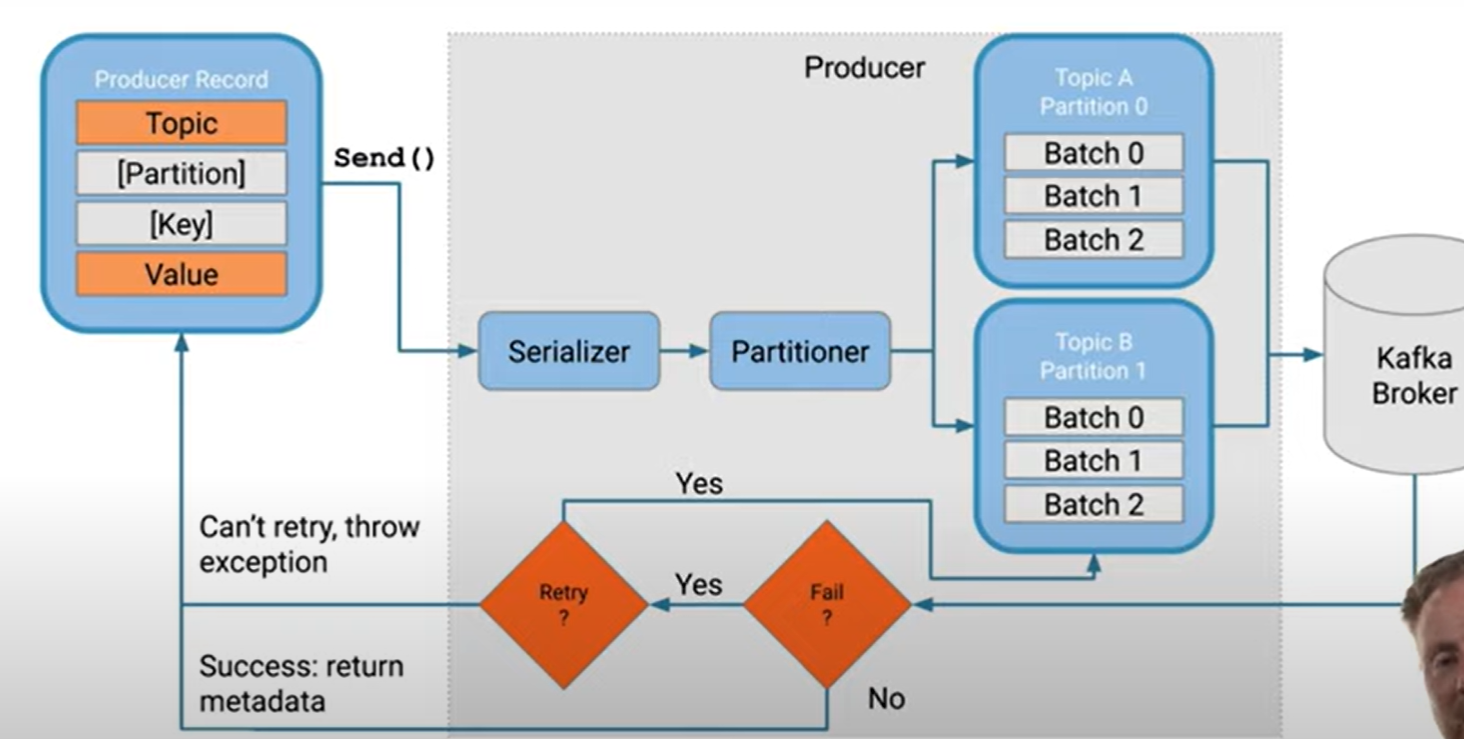 Producer Record
Topic
[Partition]
[Key]
Value
Send()
Producer
Serializer
Partitioner
Topic A
Partition 0
Batch 0
Batch 1
Batch 2
Topic B
Partition 1
Batch 0
Batch 1
Batch 2
Kafka
Broker
Yes
Retry
?
Yes
Fail
?
No
Can't retry, throw
exception
Success: return
metadata